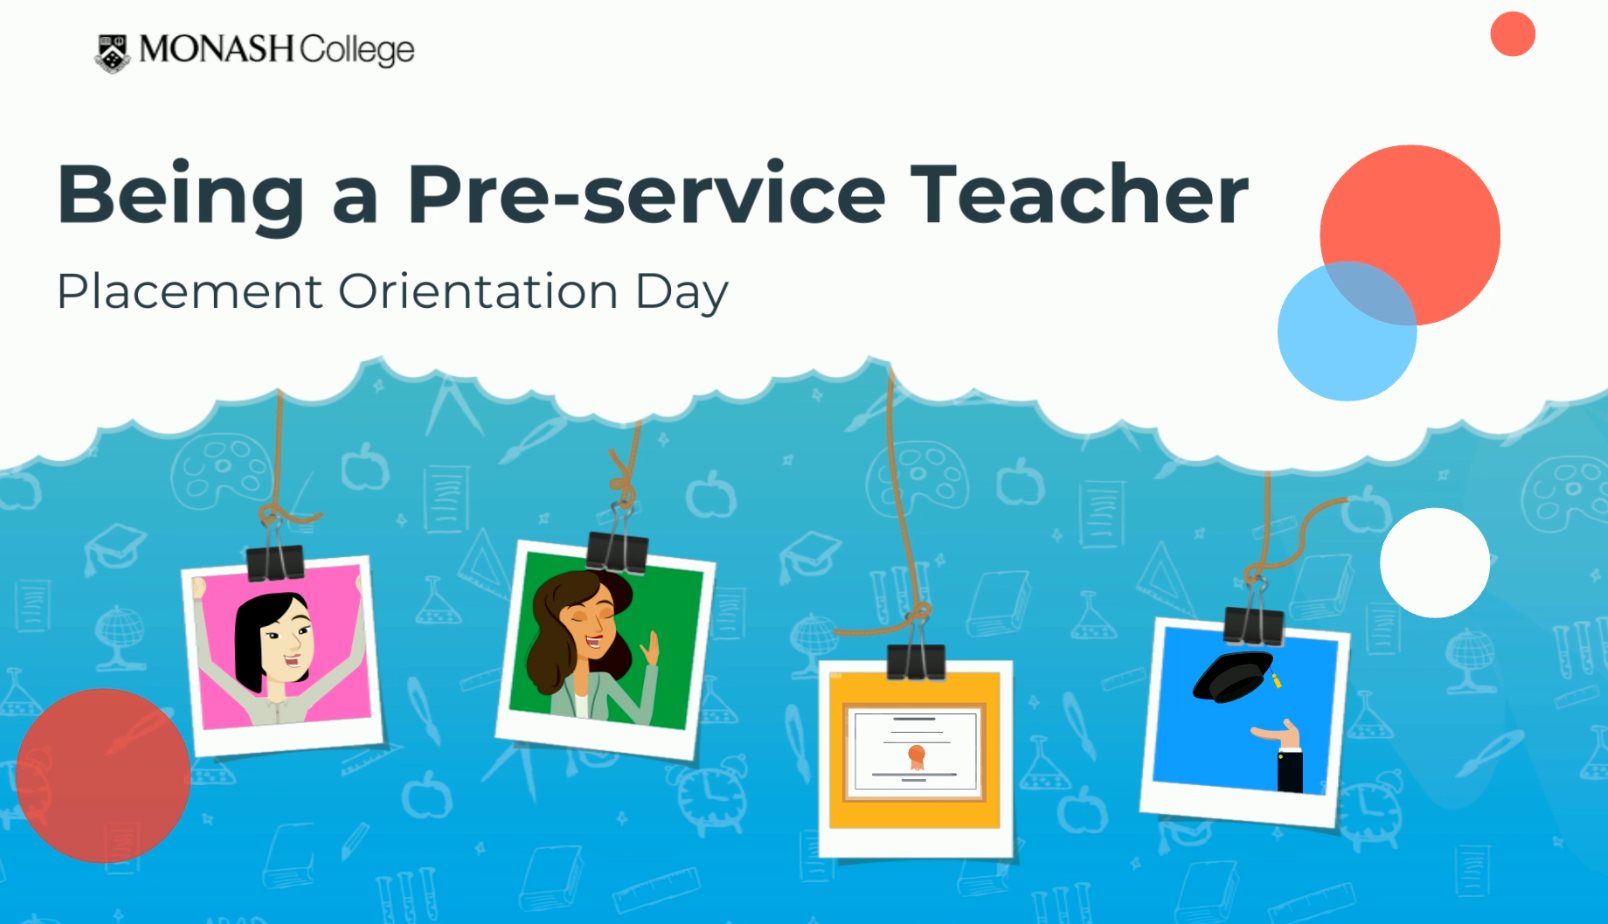 MONASH College
Being a Pre-service Teacher
Placement Orientation Day